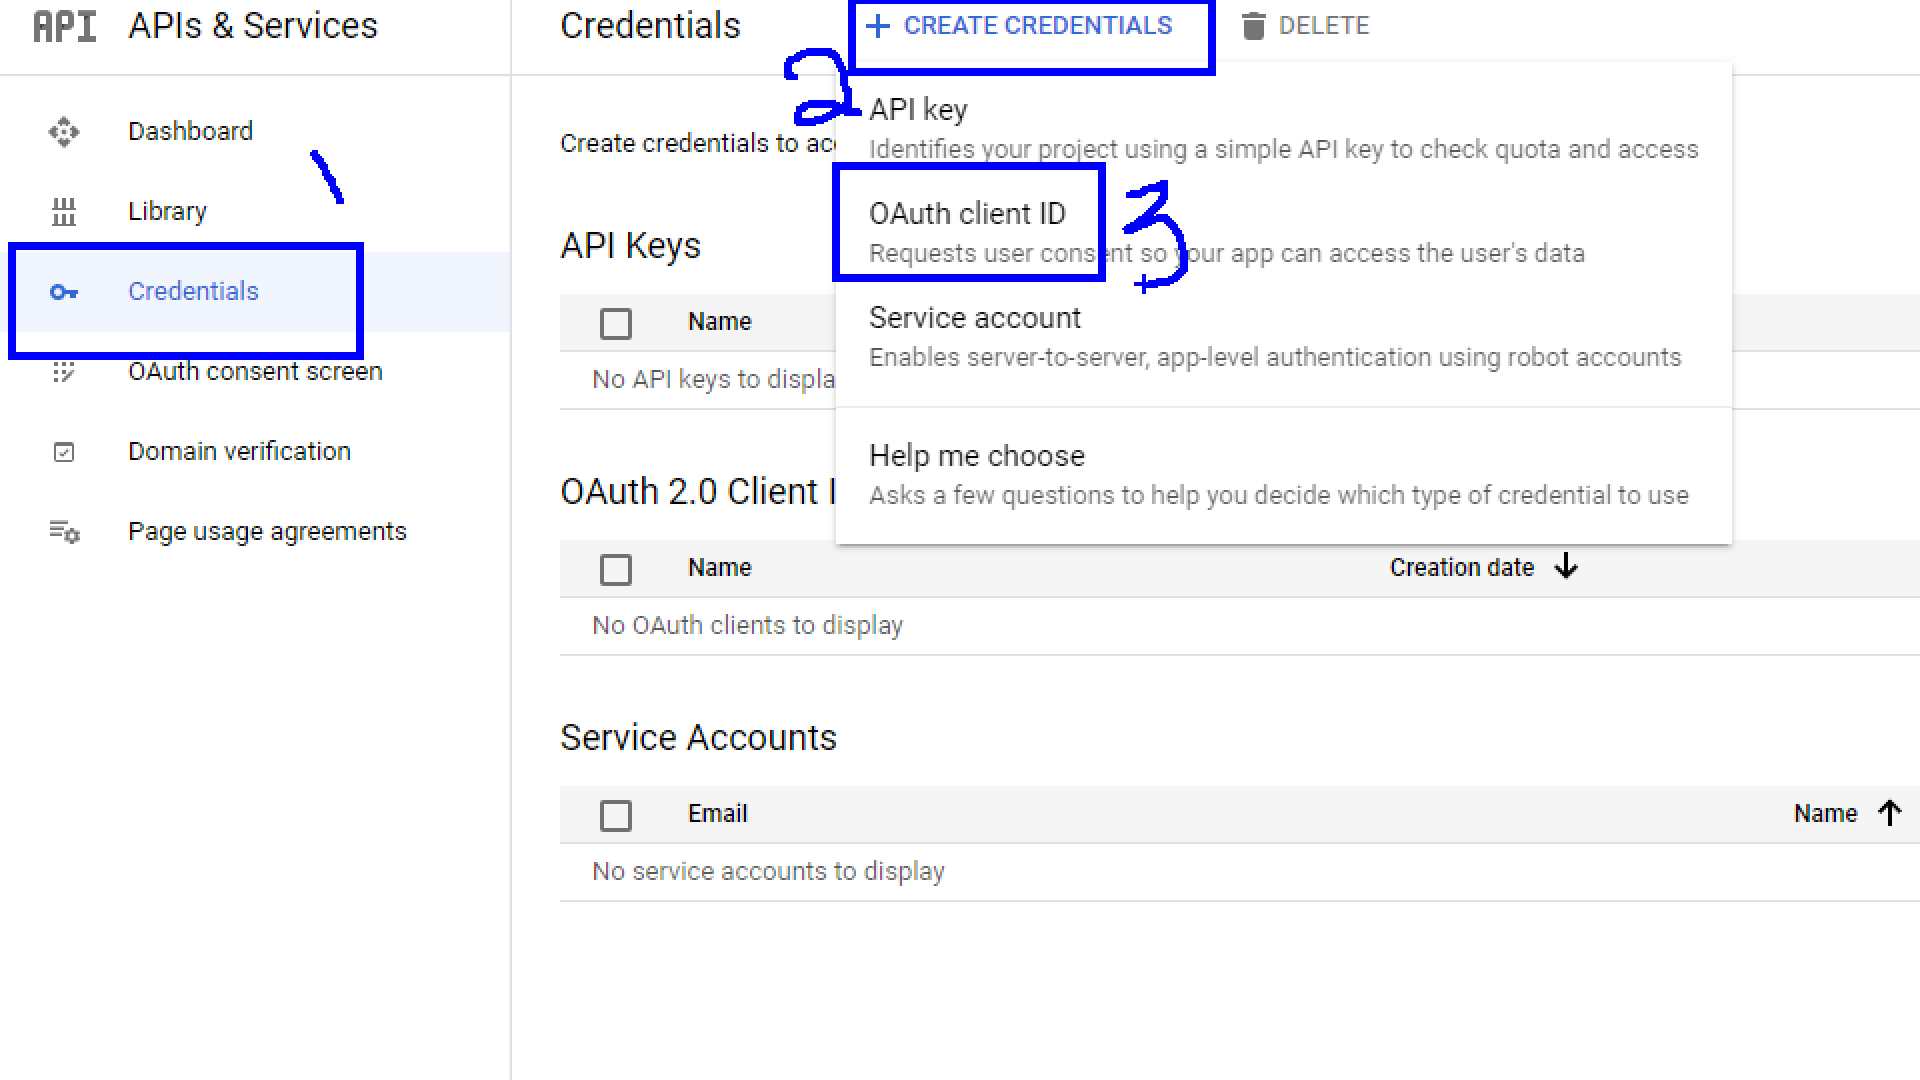 API APIs & Services
Credentials
+ CREATE CREDENTIALS
DELETE
Dashboard
Library
Credentials
OAuth consent screen
Domain verification
Page usage agreements
1
2
3
Create credentials to
API key
Identifies your project using a simple API key to check quota and access
OAuth client ID
Requests user consent so your app can access the user's data
Service account
Enables server-to-server, app-level authentication using robot accounts
Help me choose
Asks a few questions to help you decide which type of credential to use
API Keys
Name
No API keys to displa
OAuth 2.0 Client I
Name
Creation date
No OAuth clients to display
Service Accounts
Email
Name
No service accounts to display